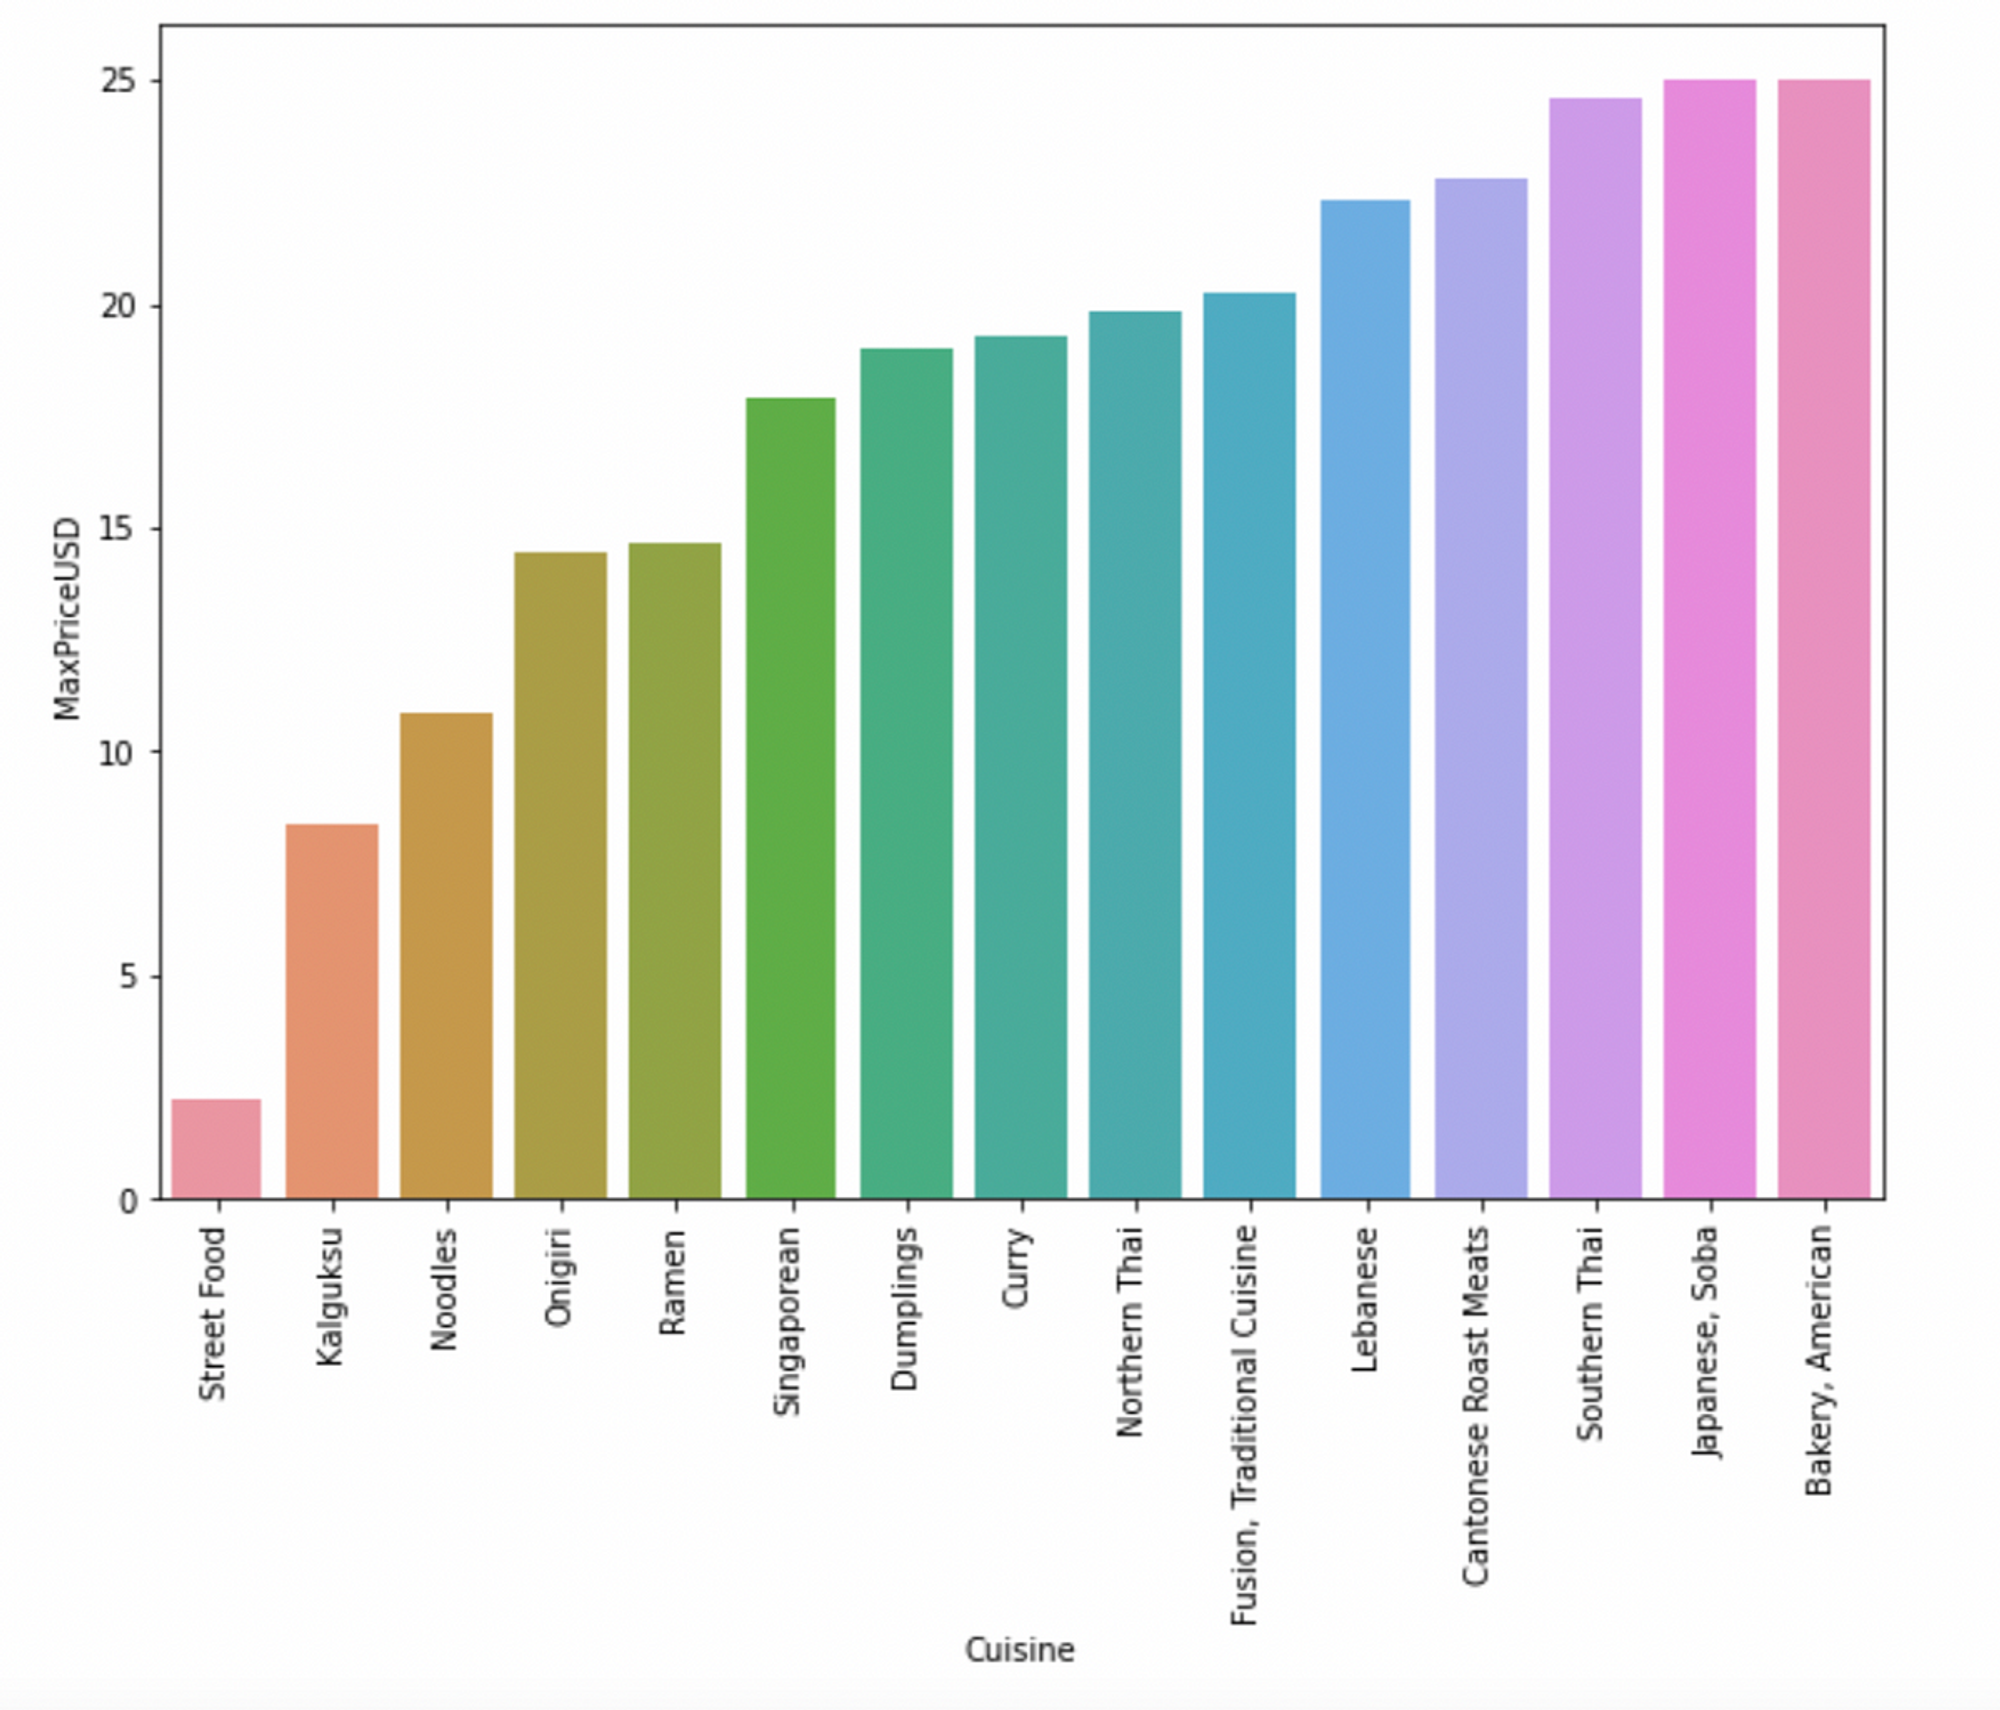 25
20
15
10
5
0
MaxPriceUSD
Street Food
Kalguksu
Noodles
Onigiri
Ramen
Singaporean
Dumplings
Curry
Northern Thai
Fusion, Traditional Cuisine
Lebanese
Cantonese Roast Meats
Southern Thai
Japanese, Soba
Bakery, American
Cuisine